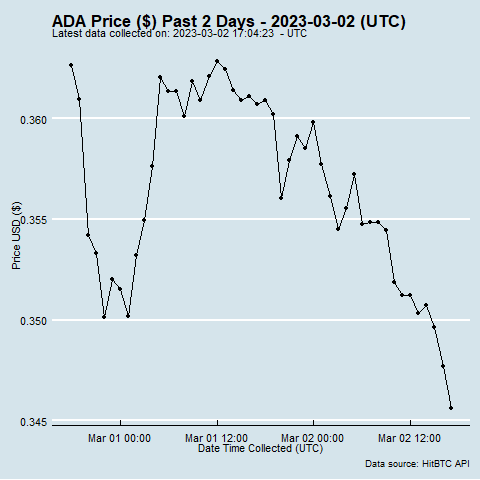 ADA Price ($) Past 2 Days - 2023-03-02 (UTC)
Latest data collected on: 2023-03-02 17:04:23 - UTC
0.360
0.355
0.350
0.345
Price USD ($)
Mar 01 00:00 Mar 01 12:00 Mar 02 00:00 Mar 02 12:00
Date Time Collected (UTC)
Data source: HitBTC API